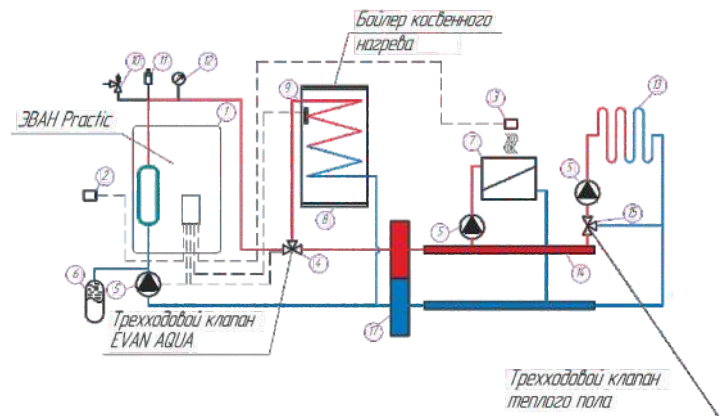 Бойлер косвенного
нагрева
10
11
12
9
3
13
ЭВАН Practic
1
7
2
5
8
5
15
6
5
4
14
Трехходовой клапан
EVAN AQUA
17
Трехходовой клапан
теплого пола